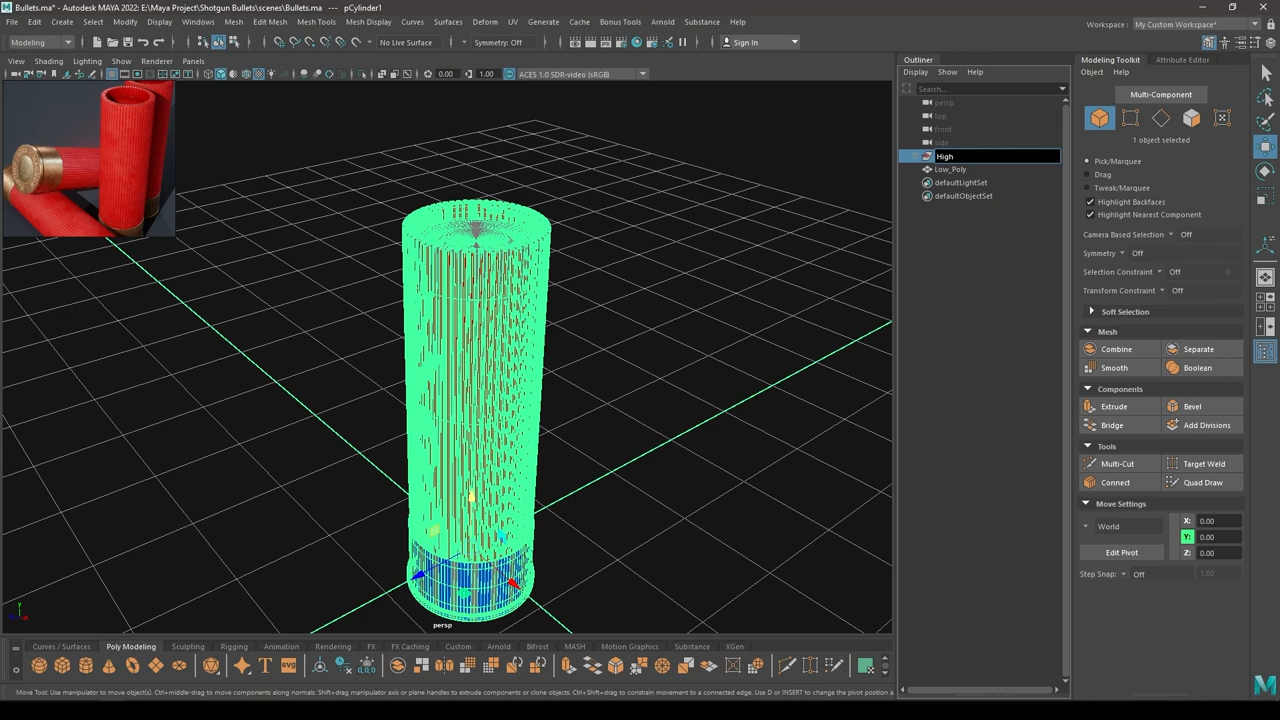 Bullets.ma* - Autodesk MAYA 2022: E:\Maya Project\Shotgun Bullets\scenes\Bullets.ma --- pCylinder1
File Edit Create Select Modify Display Windows Mesh Edit Mesh Mesh Tools Mesh Display Curves Surfaces Deform UV Generate Cache Bonus Tools Arnold Substance Help
Workspace : My Custom Workspace*
Modeling No Live Surface Symmetry: Off Sign In
View Shading Lighting Show Renderer Panels
0.00 1.00 ACES 1.0 SDR-video (sRGB)
persp
Outliner
Display Show Help
Search...
persp
top
front
side
High
Low_Poly
defaultLightSet
defaultObjectSet
Modeling Toolkit Attribute Editor
Object Help
Multi-Component
1 object selected
Pick/Marquee
Drag
Tweak/Marquee
Highlight Backfaces
Highlight Nearest Component
Camera Based Selection Off
Symmetry Off
Selection Constraint Off 0
Transform Constraint Off
Soft Selection
Mesh
Combine Separate
Smooth Boolean
Components
Extrude Bevel
Bridge Add Divisions
Tools
Multi-Cut Target Weld
Connect Quad Draw
Move Settings
X: 0.00
World Y: 0.00
Edit Pivot Z: 0.00
Step Snap: Off 1.00
Curves / Surfaces Poly Modeling Sculpting Rigging Animation Rendering FX FX Caching Custom Arnold Bifrost MASH Motion Graphics Substance XGen
Move Tool: Use manipulator to move object(s). Ctrl+middle-drag to move components along normals. Shift+drag manipulator axis or plane handles to extrude components or clone objects. Ctrl+Shift+drag to constrain movement to a connected edge. Use D or INSERT to change the pivot position a